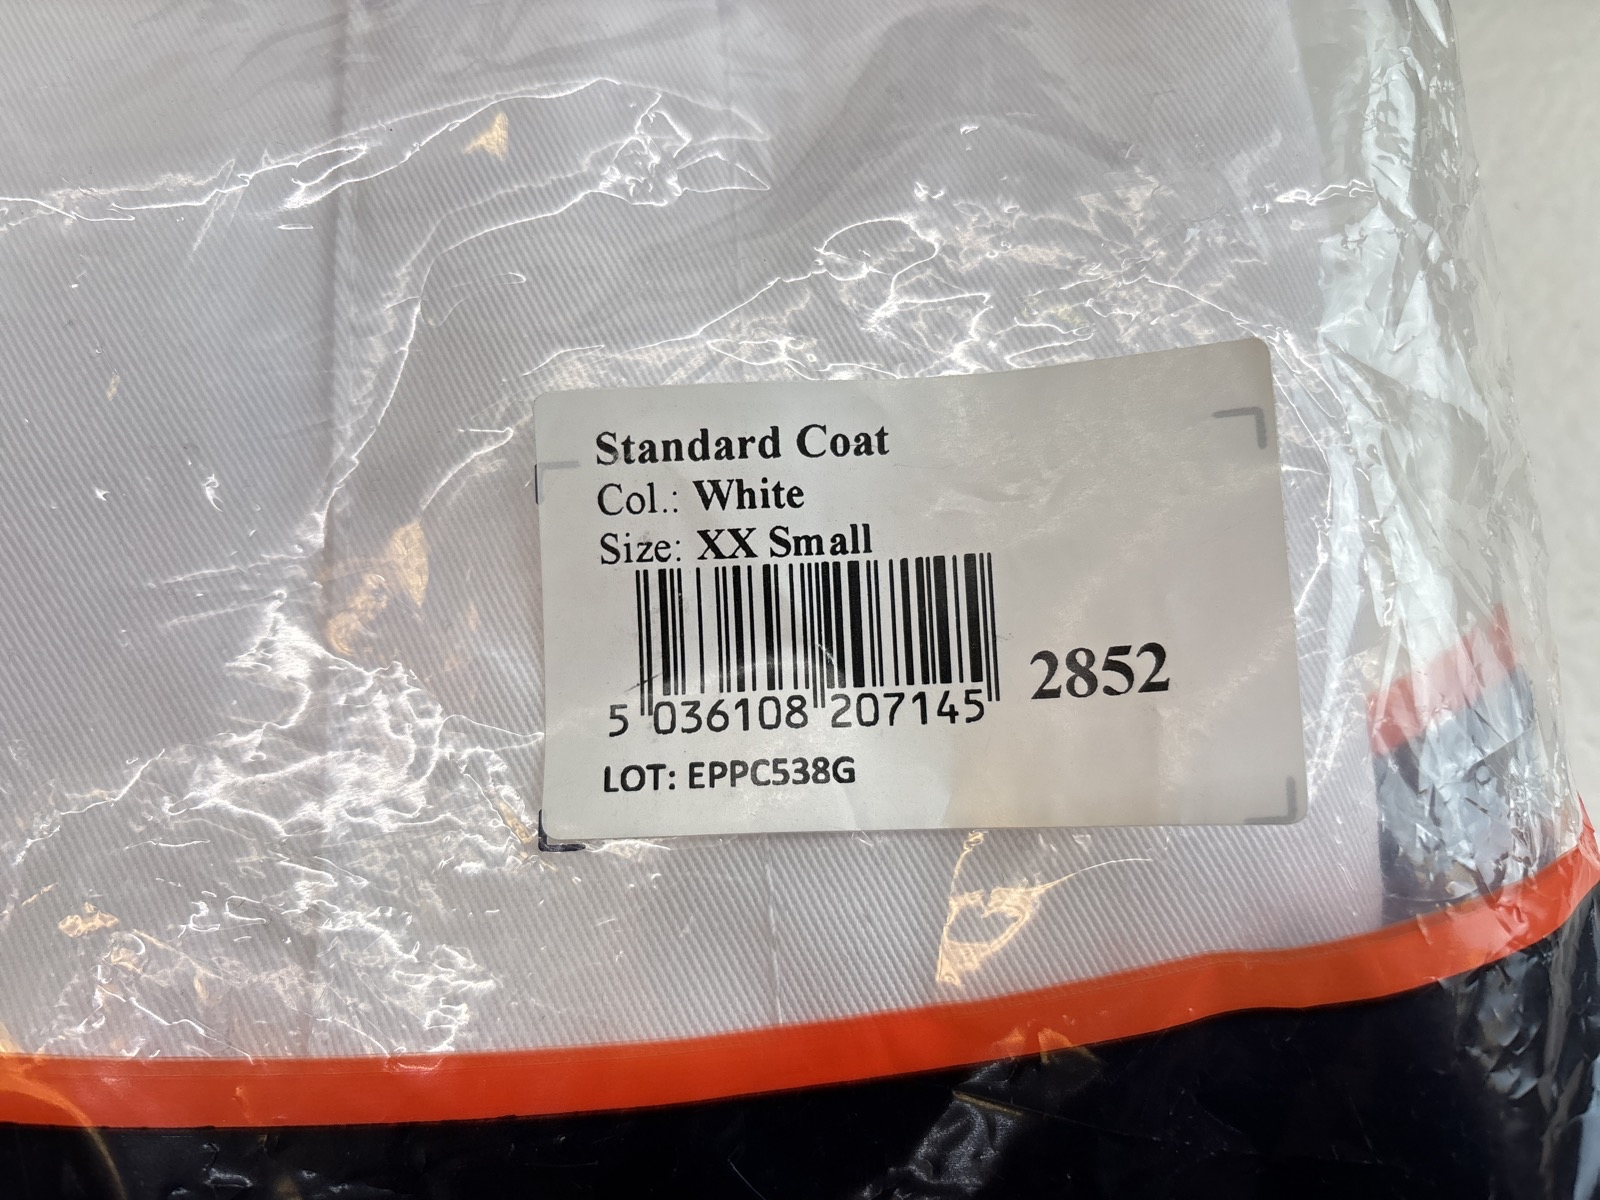 Standard Coat
Col.: White
Size: XX Small
2852
5 036108 207145
LOT: EPPC538G